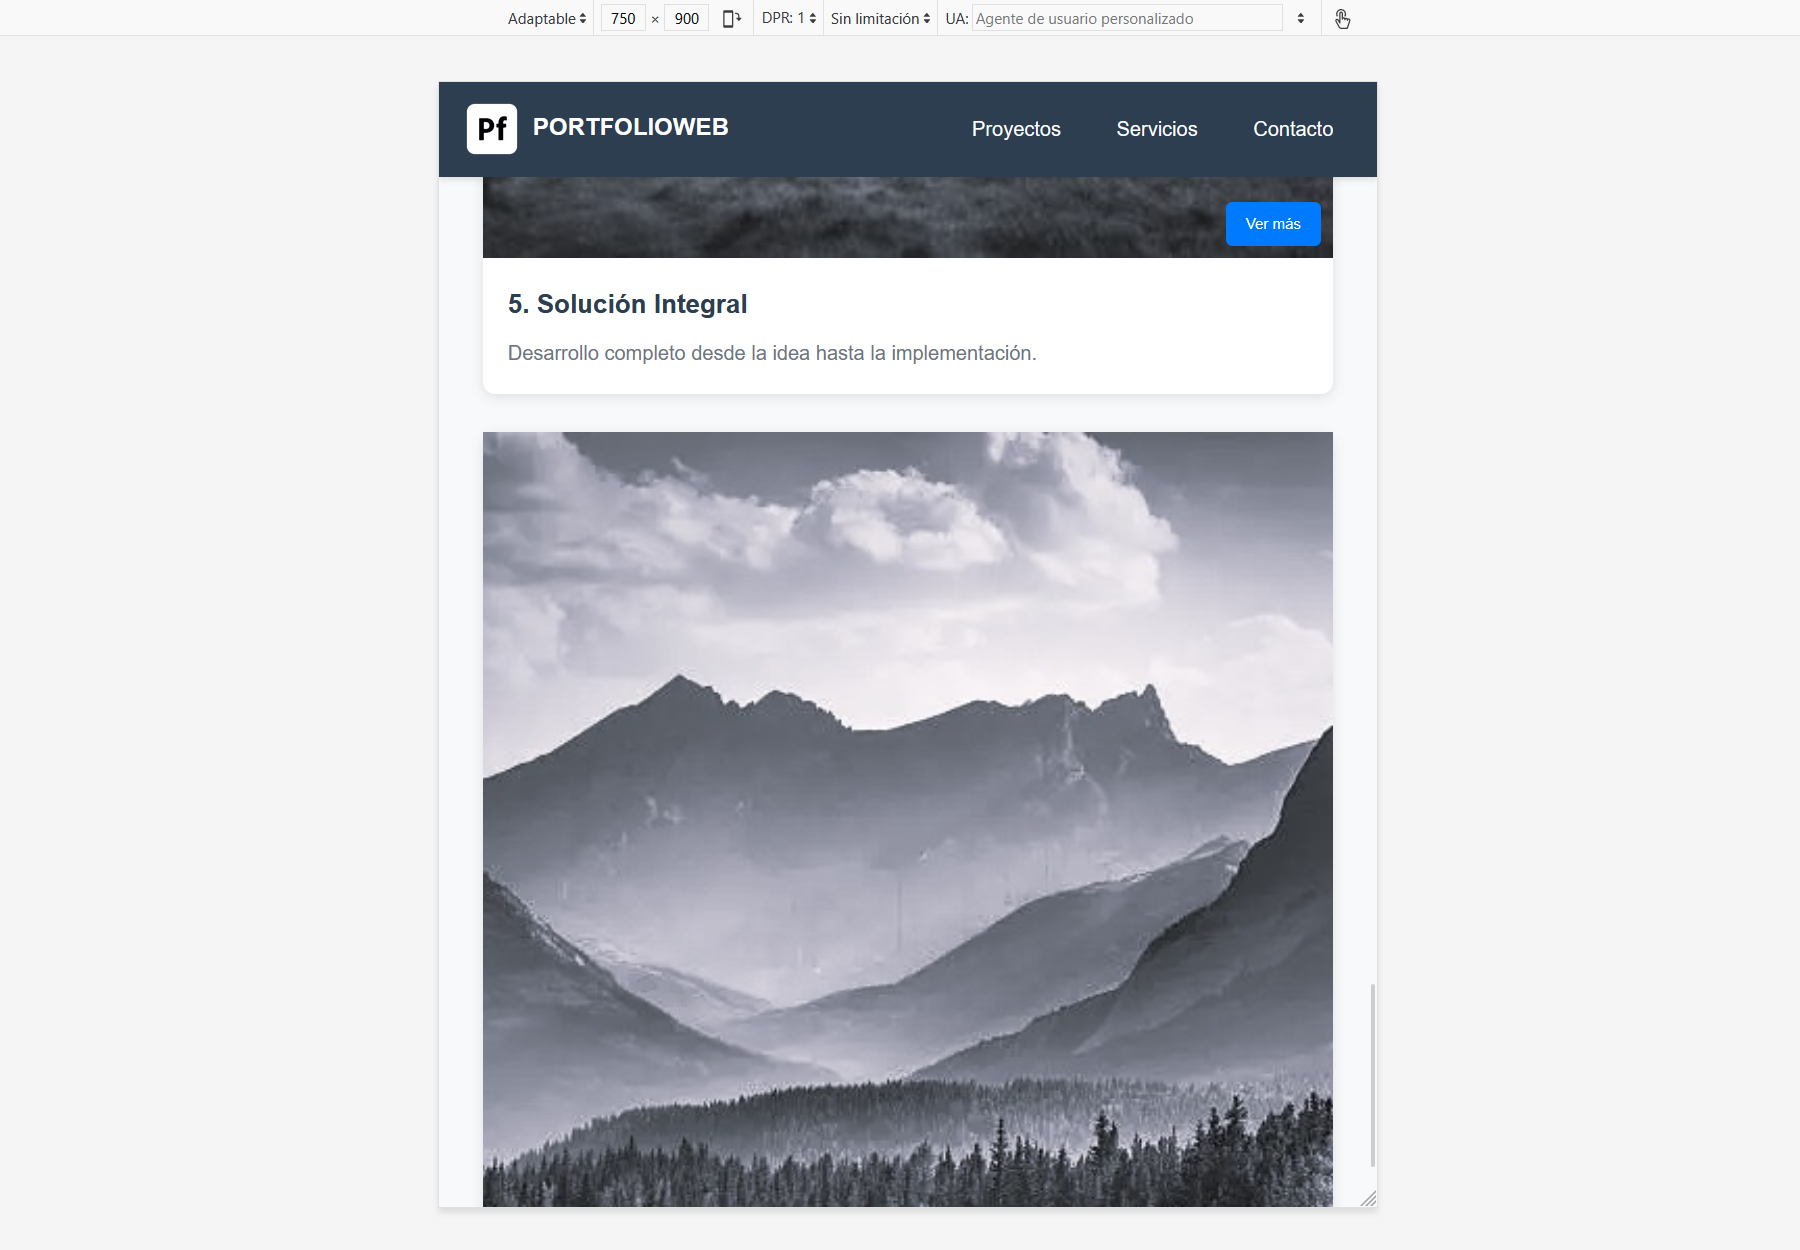 Adaptable 750 × 900 DPR: 1 Sin limitación UA: Agente de usuario personalizado
Pf PORTFOLIOWEB Proyectos Servicios Contacto
Ver más
5. Solución Integral
Desarrollo completo desde la idea hasta la implementación.